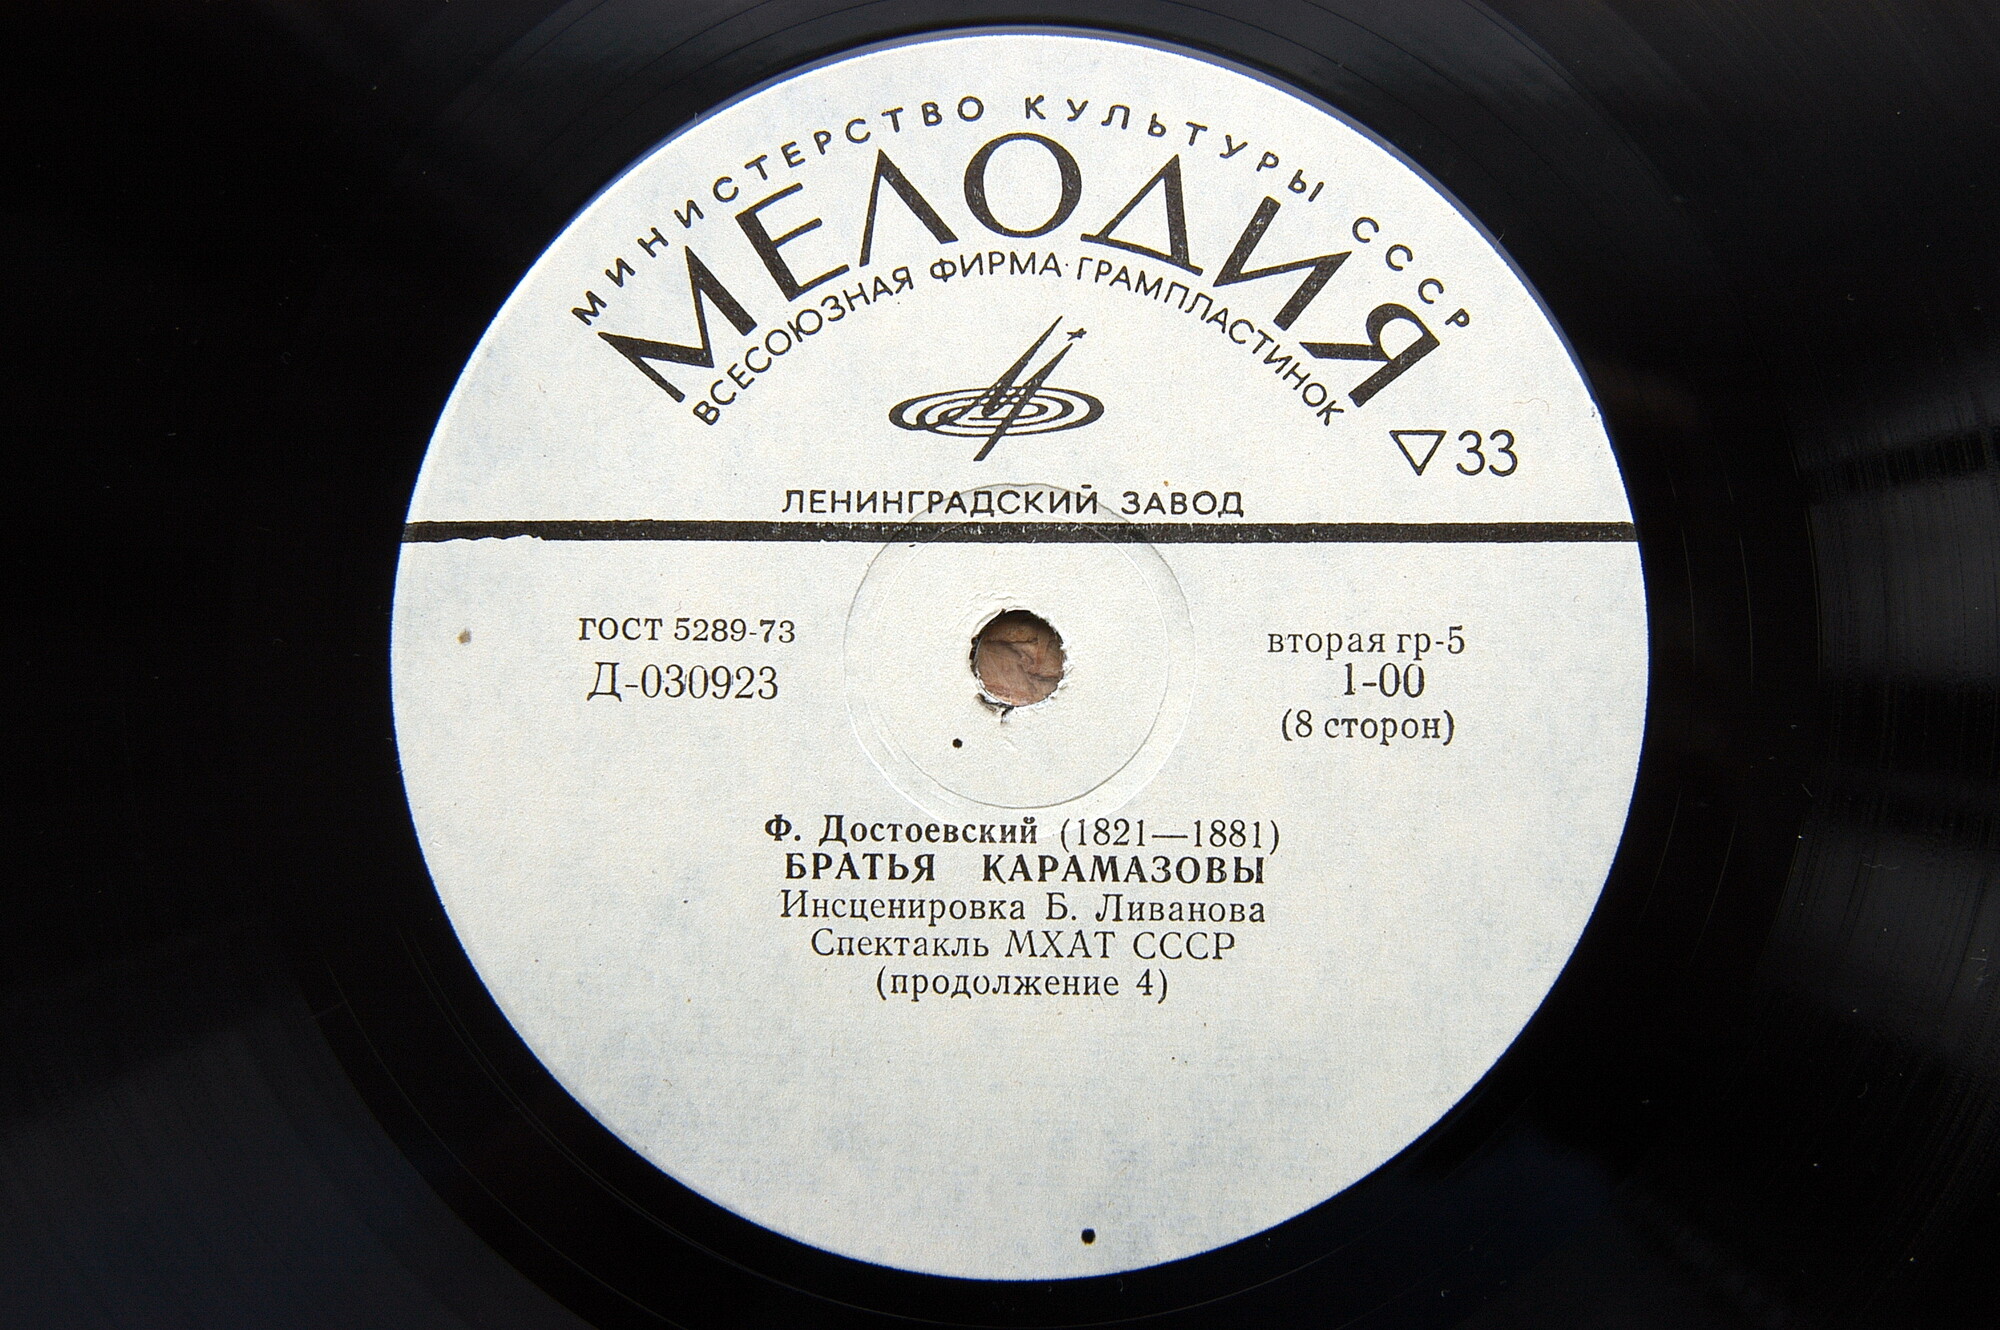 МИНИСТЕРСТВО КУЛЬТУРЫ СССР
МЕЛОДИЯ
ВСЕСОЮЗНАЯ ФИРМА ГРАМПЛАСТИНОК
▽33
ЛЕНИНГРАДСКИЙ ЗАВОД
ГОСТ 5289-73
Д-030923
вторая гр-5
1-00
(8 сторон)
Ф. Достоевский (1821—1881)
БРАТЬЯ КАРАМАЗОВЫ
Инсценировка Б. Ливанова
Спектакль МХАТ СССР
(продолжение 4)